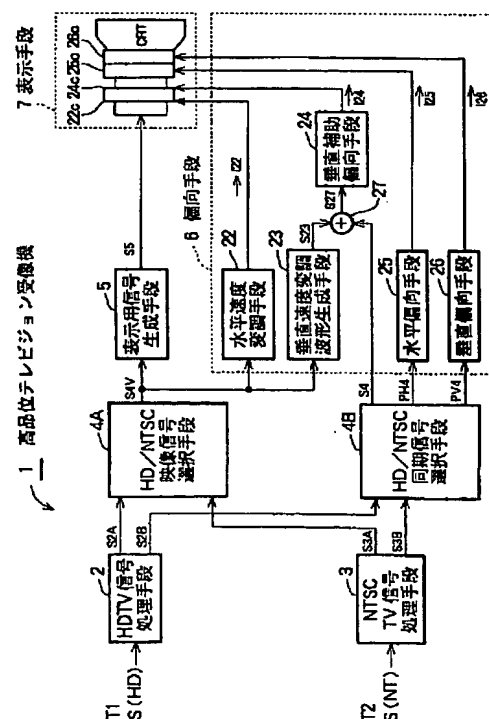 1 高品位テレビジョン受像機
T1
S(HD)
2
HDTV信号
処理手段
S2A
S2B
T2
S(NT)
3
NTSC
TV信号
処理手段
S3A
S3B
4A
HD/NTSC
映像信号
選択手段
S4V
4B
HD/NTSC
同期信号
選択手段
S4
PH4
PV4
5
表示用信号
生成手段
S5
6 偏向手段
22
水平速度
変調手段
I22
23
垂直速度変調
波形生成手段
S23
27
S27
24
垂直補助
偏向手段
I24
25
水平偏向手段
I25
26
垂直偏向手段
I26
7 表示手段
22c
24c
25c
26c
CRT